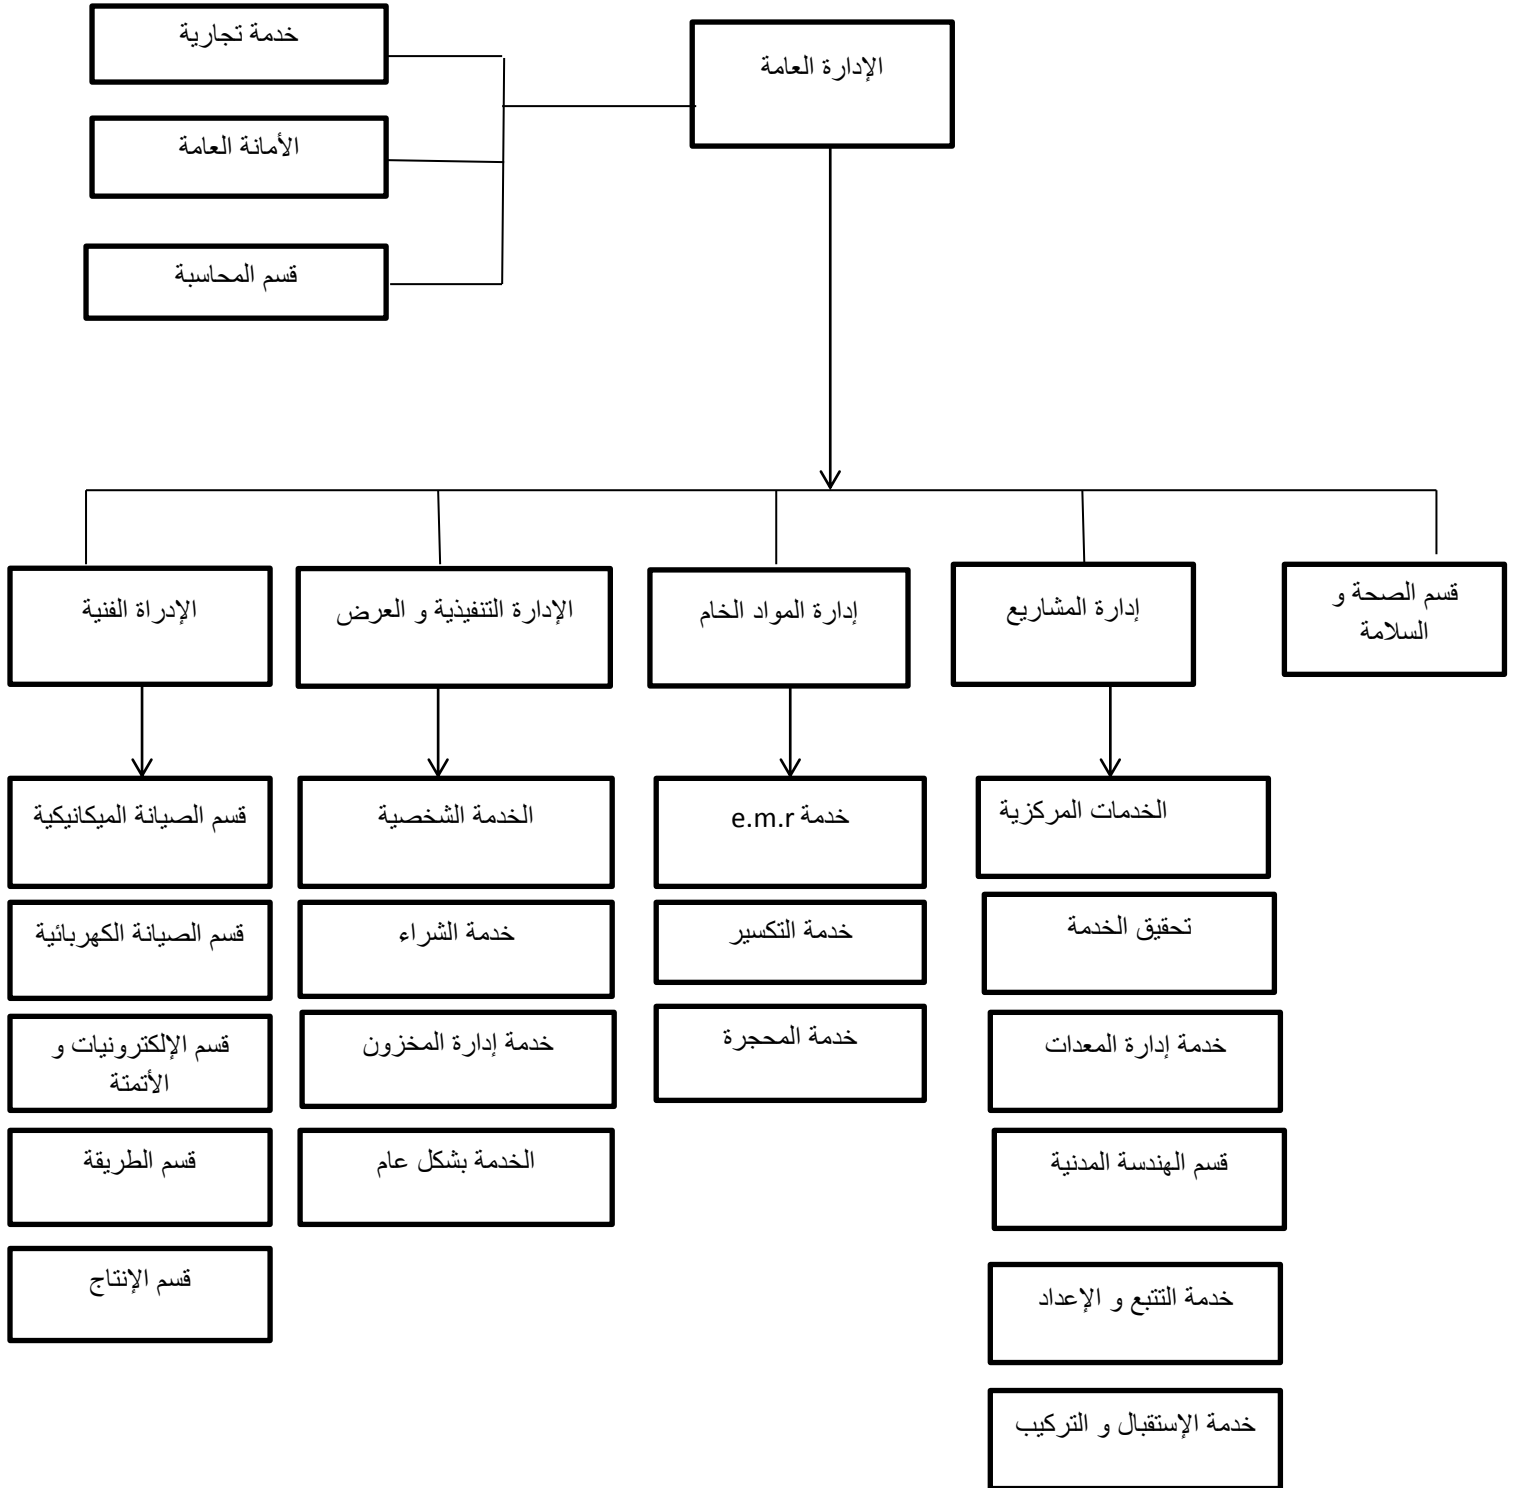 خدمة تجارية
الإدارة العامة
الأمانة العامة
قسم المحاسبة
قسم الصحة و
السلامة
إدارة المشاريع
إدارة المواد الخام
الإدارة التنفيذية و العرض
الإدراة الفنية
الخدمات المركزية
خدمة e.m.r
الخدمة الشخصية
قسم الصيانة الميكانيكية
تحقيق الخدمة
خدمة التكسير
خدمة الشراء
قسم الصيانة الكهربائية
خدمة إدارة المعدات
خدمة المحجرة
خدمة إدارة المخزون
قسم الإلكترونيات و
الأتمتة
قسم الهندسة المدنية
الخدمة بشكل عام
قسم الطريقة
خدمة التتبع و الإعداد
قسم الإنتاج
خدمة الإستقبال و التركيب